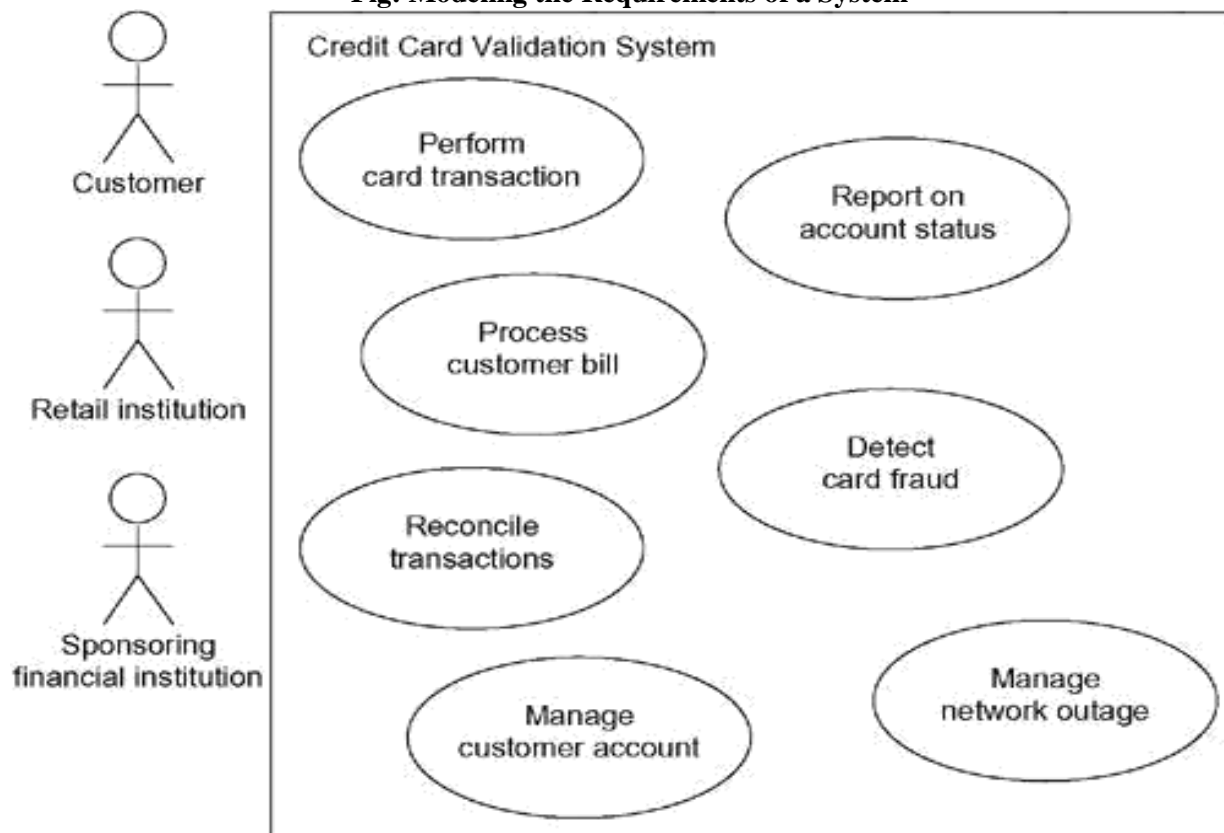 Fig: Modeling the Requirements of a System
Credit Card Validation System
Customer
Retail institution
Sponsoring
financial institution
Perform
card transaction
Report on
account status
Process
customer bill
Detect
card fraud
Reconcile
transactions
Manage
network outage
Manage
customer account